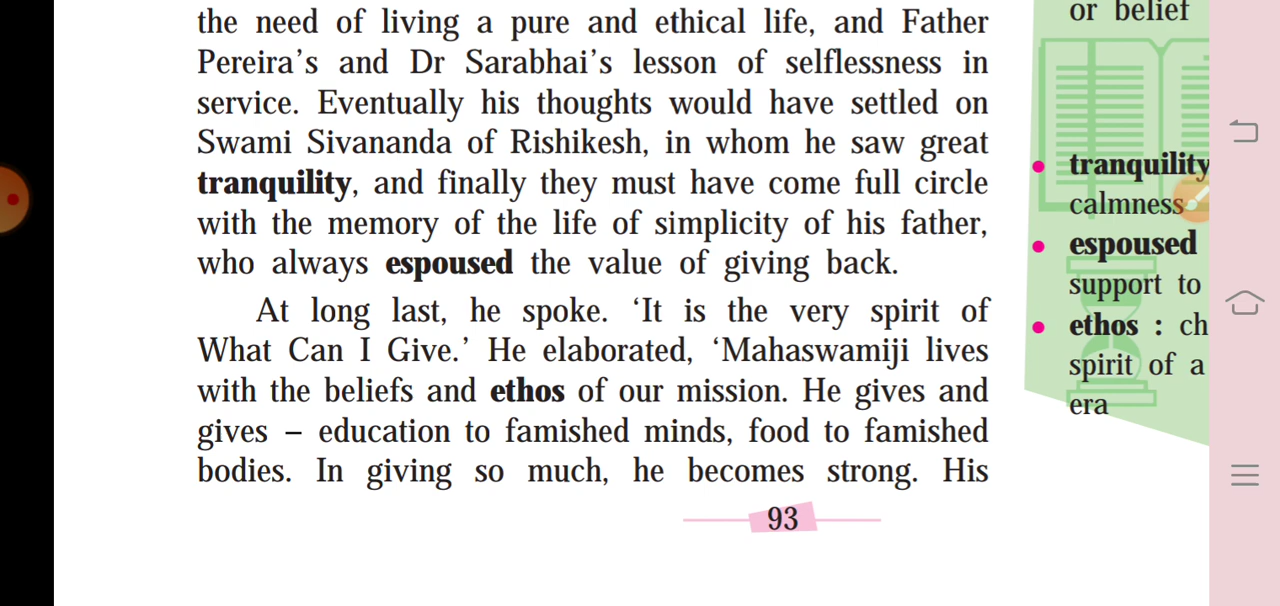 the need of living a pure and ethical life, and Father
Pereira’s and Dr Sarabhai’s lesson of selflessness in
service. Eventually his thoughts would have settled on
Swami Sivananda of Rishikesh, in whom he saw great
tranquility, and finally they must have come full circle
with the memory of the life of simplicity of his father,
who always espoused the value of giving back.
At long last, he spoke. ‘It is the very spirit of
What Can I Give.’ He elaborated, ‘Mahaswamiji lives
with the beliefs and ethos of our mission. He gives and
gives – education to famished minds, food to famished
bodies. In giving so much, he becomes strong. His
93
or belief
• tranquility
calmness
• espoused
support to
• ethos : ch
spirit of a
era